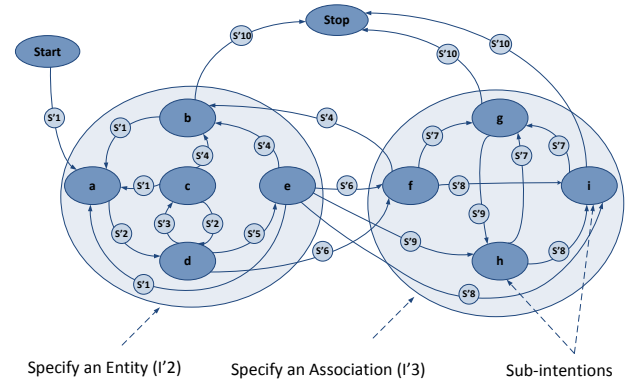 Stop
Start
S'10
S'10
S'10
S'1
b
g
S'1
S'4
S'4
S'7
S'7
S'7
S'4
a
S'1
c
e
S'6
f
S'8
i
S'2
S'3
S'2
S'5
S'9
S'9
d
S'6
h
S'8
S'1
S'8
Specify an Entity (I'2)
Specify an Association (I'3)
Sub-intentions